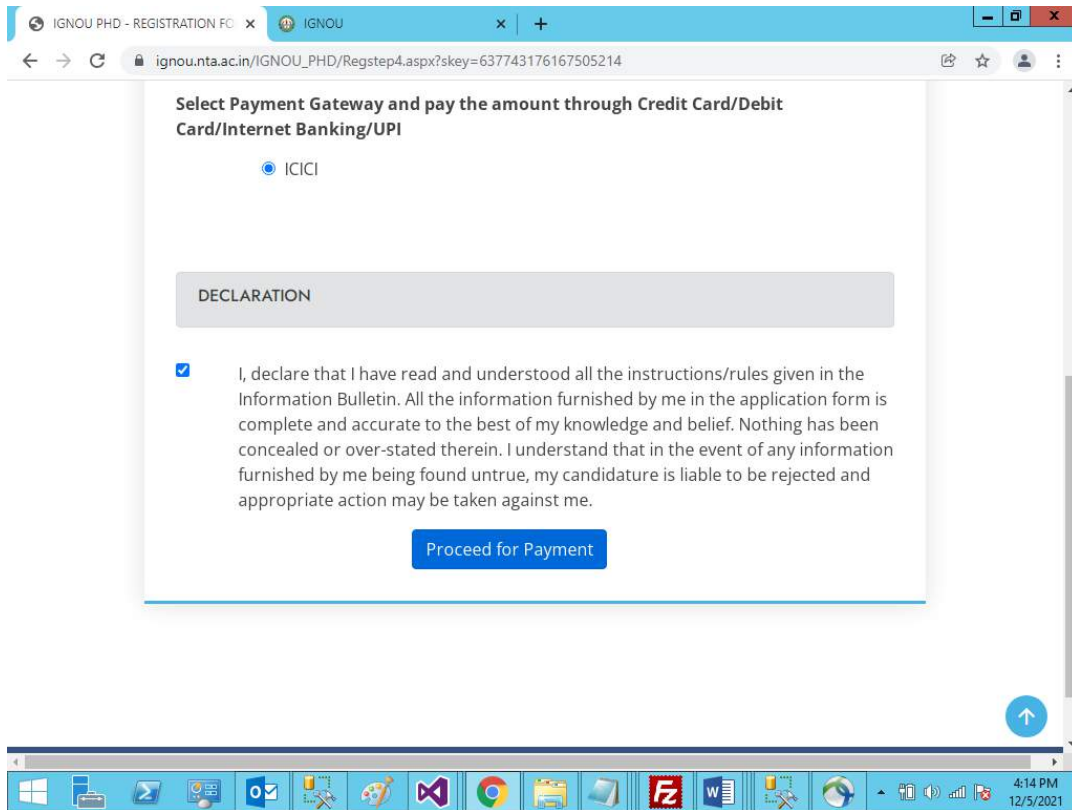 IGNOU PHD - REGISTRATION FO
IGNOU
ignou.nta.ac.in/IGNOU_PHD/Regstep4.aspx?skey=637743176167505214
Select Payment Gateway and pay the amount through Credit Card/Debit
Card/Internet Banking/UPI
ICICI
DECLARATION
I, declare that I have read and understood all the instructions/rules given in the
Information Bulletin. All the information furnished by me in the application form is
complete and accurate to the best of my knowledge and belief. Nothing has been
concealed or over-stated therein. I understand that in the event of any information
furnished by me being found untrue, my candidature is liable to be rejected and
appropriate action may be taken against me.
Proceed for Payment
4:14 PM
12/5/2021